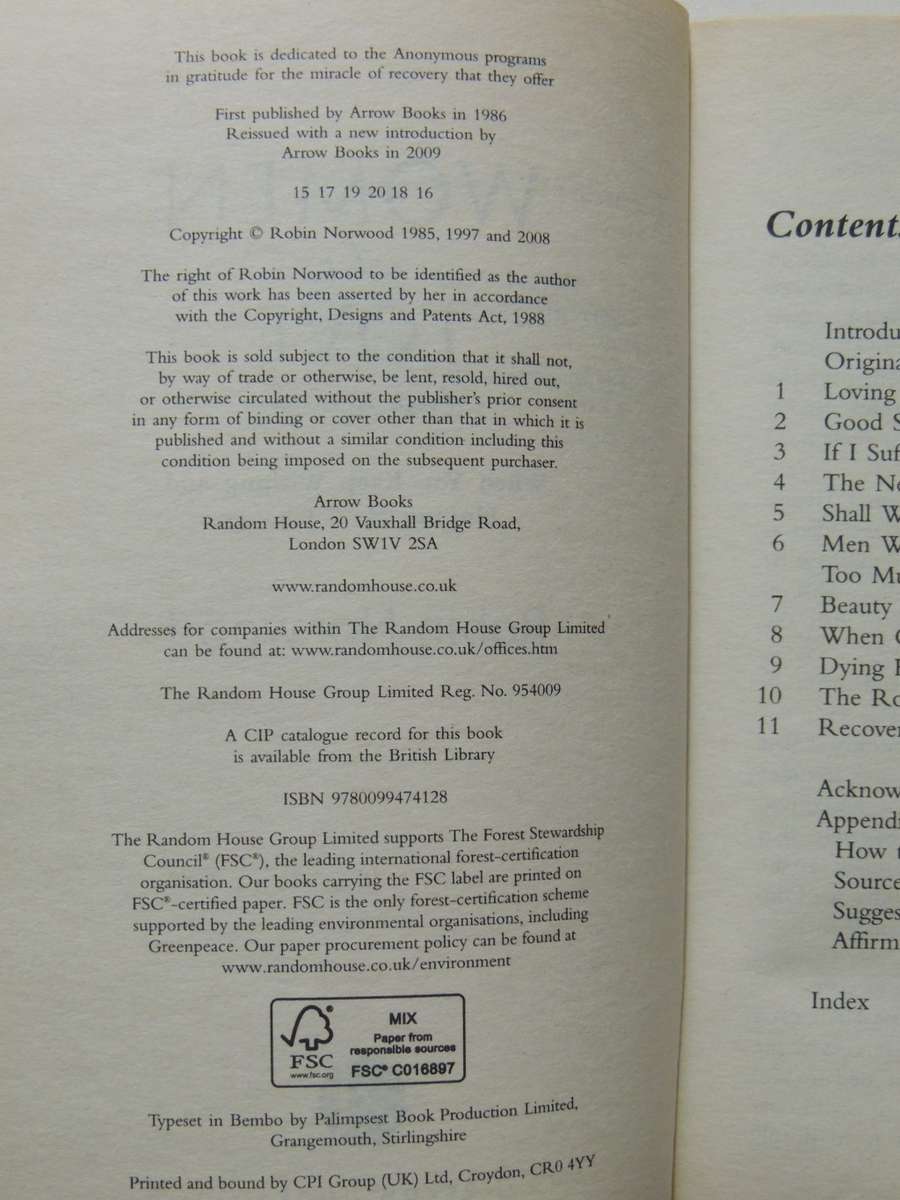 This book is dedicated to the Anonymous programs
in gratitude for the miracle of recovery that they offer
First published by Arrow Books in 1986
Reissued with a new introduction by
Arrow Books in 2009
15 17 19 20 18 16
Copyright © Robin Norwood 1985, 1997 and 2008
The right of Robin Norwood to be identified as the author
of this work has been asserted by her in accordance
with the Copyright, Designs and Patents Act, 1988
This book is sold subject to the condition that it shall not,
by way of trade or otherwise, be lent, resold, hired out,
or otherwise circulated without the publisher's prior consent
in any form of binding or cover other than that in which it is
published and without a similar condition including this
condition being imposed on the subsequent purchaser.
Arrow Books
Random House, 20 Vauxhall Bridge Road,
London SW1V 2SA
www.randomhouse.co.uk
Addresses for companies within The Random House Group Limited
can be found at: www.randomhouse.co.uk/offices.htm
The Random House Group Limited Reg. No. 954009
A CIP catalogue record for this book
is available from the British Library
ISBN 9780099474128
The Random House Group Limited supports The Forest Stewardship
Council® (FSC®), the leading international forest-certification
organisation. Our books carrying the FSC label are printed on
FSC®-certified paper. FSC is the only forest-certification scheme
supported by the leading environmental organisations, including
Greenpeace. Our paper procurement policy can be found at
www.randomhouse.co.uk/environment
FSC
www.fsc.org
MIX
Paper from
responsible sources
FSC® C016897
Typeset in Bembo by Palimpsest Book Production Limited,
Grangemouth, Stirlingshire
Printed and bound by CPI Group (UK) Ltd, Croydon, CR0 4YY
Content
Introdu
Origina
1 Loving
2 Good S
3 If I Suf
4 The Ne
5 Shall W
6 Men W
Too Mu
7 Beauty
8 When
9 Dying
10 The Ro
11 Recover
Acknow
Appendi
How t
Source
Sugges
Affirm
Index